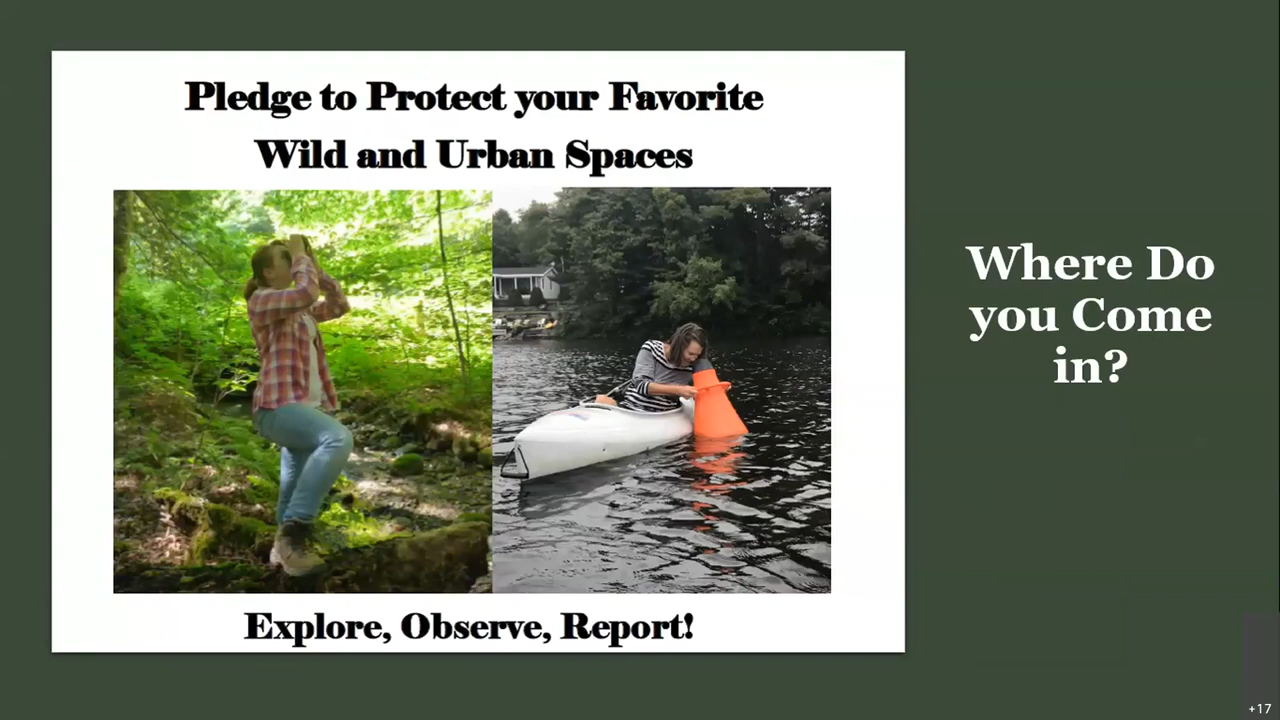 Pledge to Protect your Favorite
Wild and Urban Spaces
Explore, Observe, Report!
Where Do
you Come
in?
+17